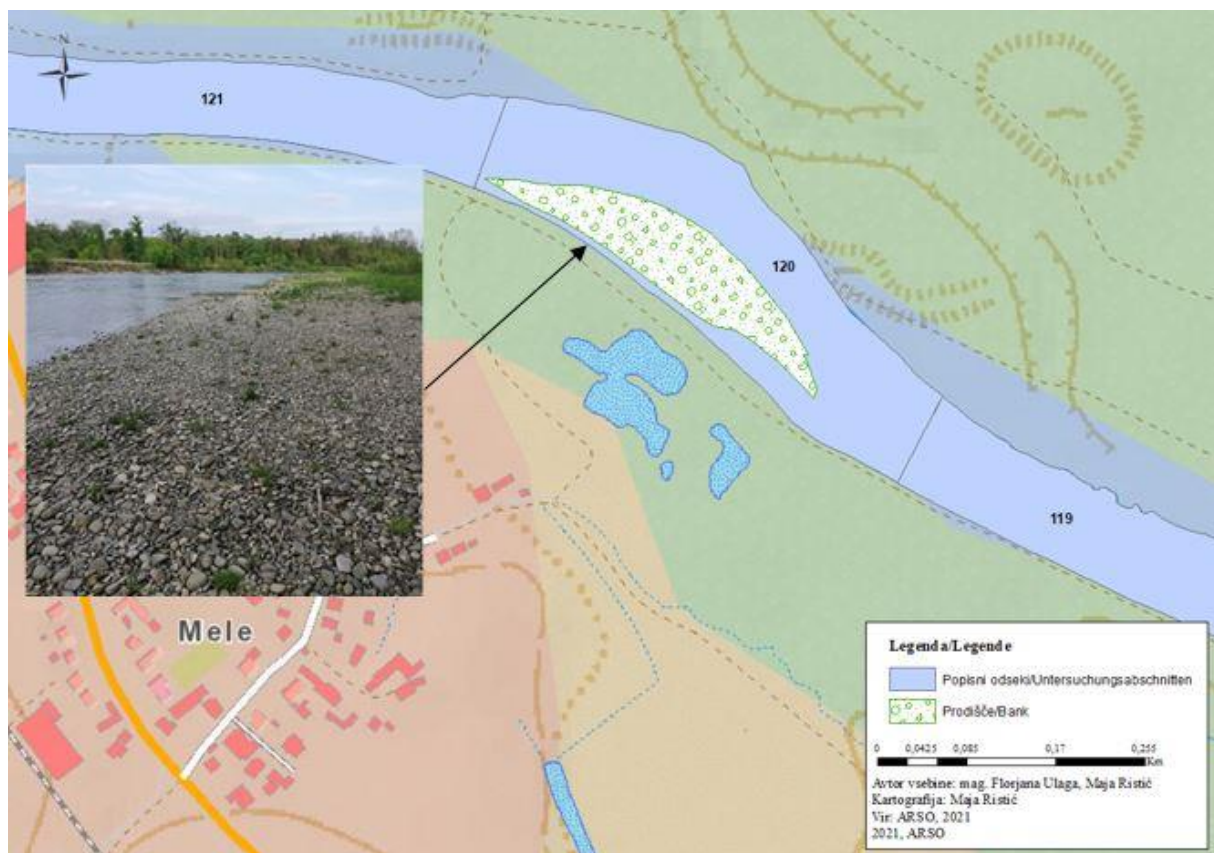 N
121
120
119
Mele
Legenda/Legende
Popisni odseki/Untersuchungsabschnitten
Prodišče/Bank
0 0,0425 0,085 0,17 0,255
Km
Avtor vsebine: mag. Florjana Ulaga, Maja Ristić
Kartografija: Maja Ristić
Vir: ARSO, 2021
2021, ARSO